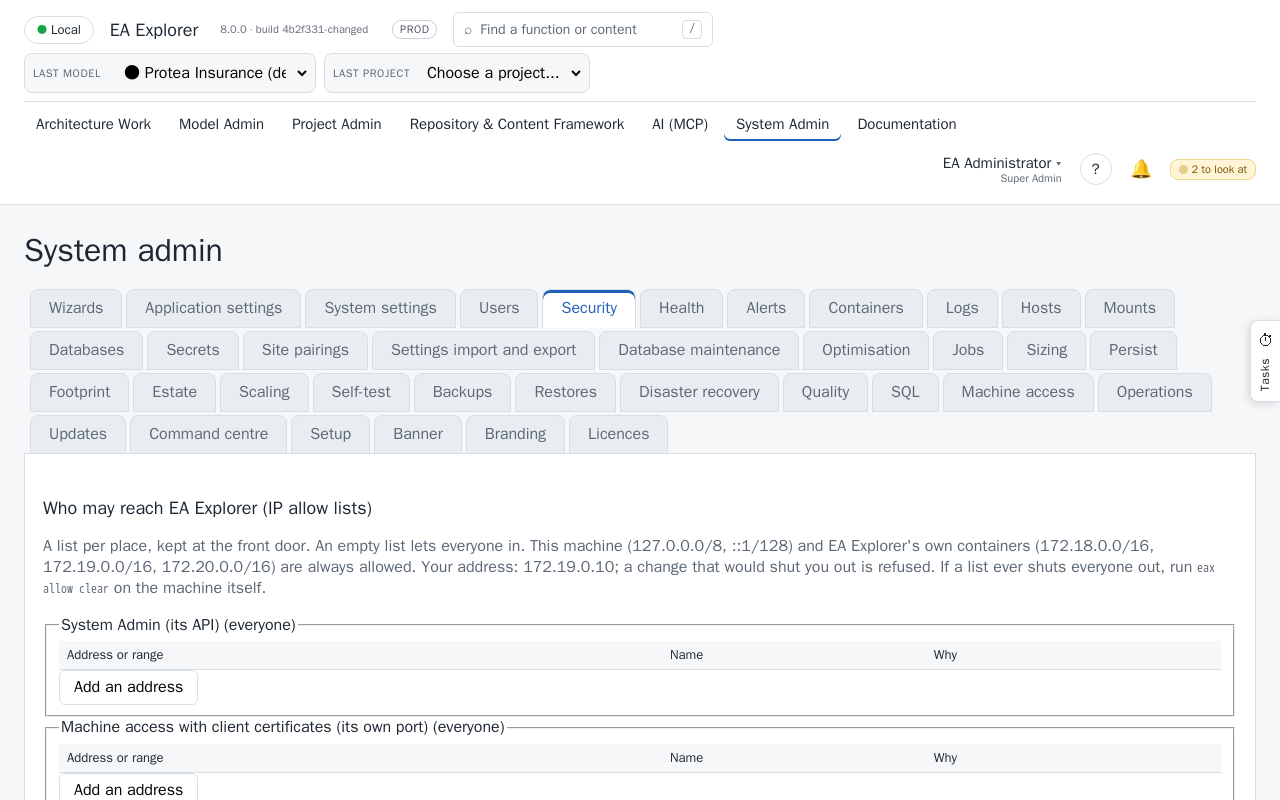 Local
EA Explorer
8.0.0 · build 4b2f331-changed
PROD
Find a function or content
/
LAST MODEL
Protea Insurance (de
LAST PROJECT
Choose a project...
Architecture Work
Model Admin
Project Admin
Repository & Content Framework
AI (MCP)
System Admin
Documentation
EA Administrator
Super Admin
?
2 to look at
System admin
Wizards
Application settings
System settings
Users
Security
Health
Alerts
Containers
Logs
Hosts
Mounts
Databases
Secrets
Site pairings
Settings import and export
Database maintenance
Optimisation
Jobs
Sizing
Persist
Footprint
Estate
Scaling
Self-test
Backups
Restores
Disaster recovery
Quality
SQL
Machine access
Operations
Updates
Command centre
Setup
Banner
Branding
Licences
Tasks
Who may reach EA Explorer (IP allow lists)
A list per place, kept at the front door. An empty list lets everyone in. This machine (127.0.0.0/8, ::1/128) and EA Explorer's own containers (172.18.0.0/16,
172.19.0.0/16, 172.20.0.0/16) are always allowed. Your address: 172.19.0.10; a change that would shut you out is refused. If a list ever shuts everyone out, run eax
allow clear on the machine itself.
System Admin (its API) (everyone)
Address or range
Name
Why
Add an address
Machine access with client certificates (its own port) (everyone)
Address or range
Name
Why
Add an address